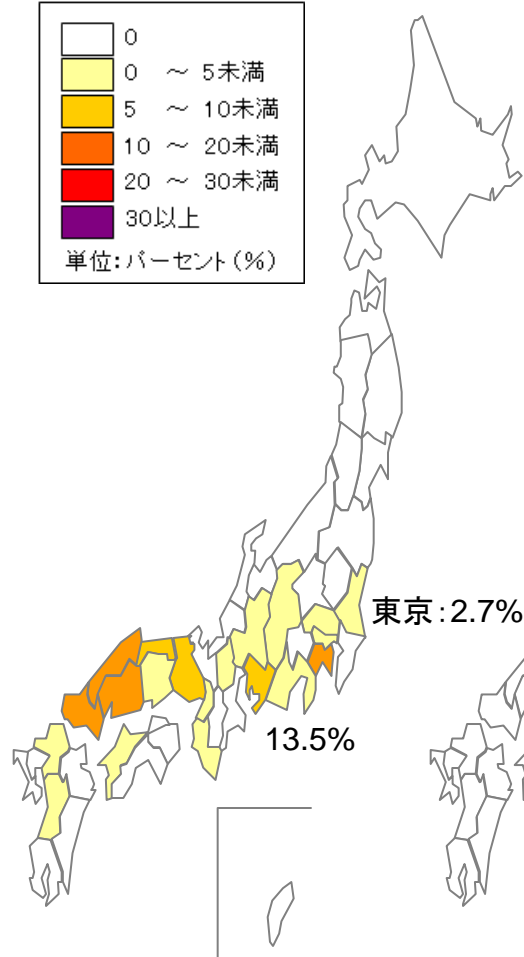 0
0 ～ 5未満
5 ～ 10未満
10 ～ 20未満
20 ～ 30未満
30以上
単位:パーセント(%)
東京:2.7%
13.5%